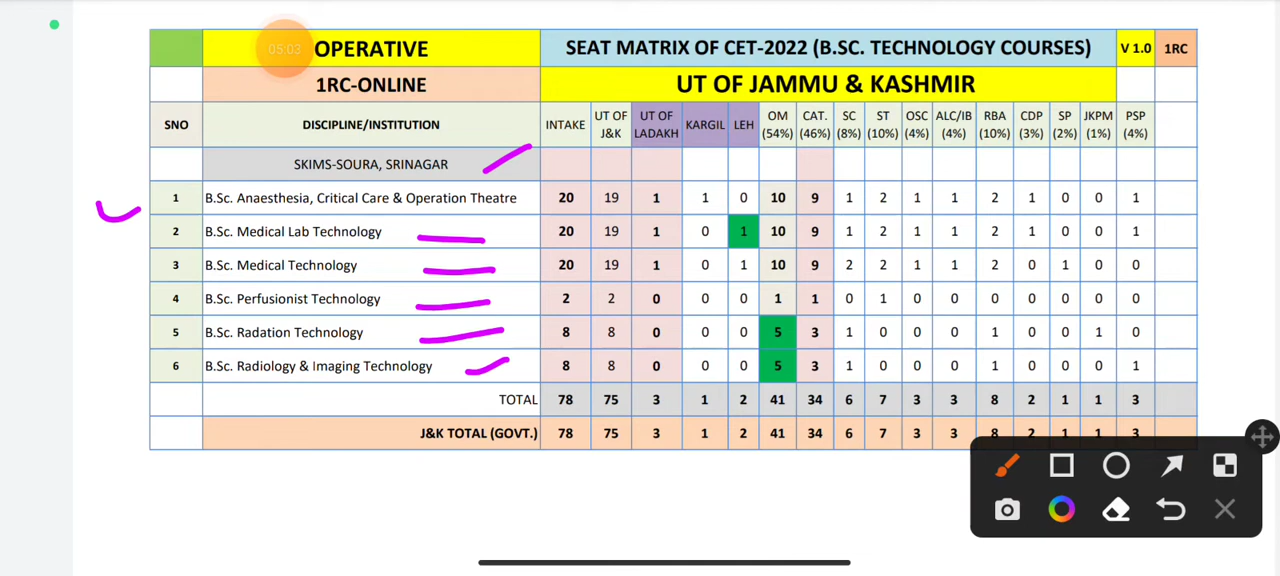 05:03 OPERATIVE SEAT MATRIX OF CET-2022 (B.SC. TECHNOLOGY COURSES) V 1.0 1RC
1RC-ONLINE UT OF JAMMU & KASHMIR
SNO DISCIPLINE/INSTITUTION INTAKE UT OF J&K UT OF LADAKH KARGIL LEH OM (54%) CAT. (46%) SC (8%) ST (10%) OSC (4%) ALC/IB (4%) RBA (10%) CDP (3%) SP (2%) JKPM (1%) PSP (4%)
SKIMS-SOURA, SRINAGAR
1 B.Sc. Anaesthesia, Critical Care & Operation Theatre 20 19 1 1 0 10 9 1 2 1 1 2 1 0 0 1
2 B.Sc. Medical Lab Technology 20 19 1 0 1 10 9 1 2 1 1 2 1 0 0 1
3 B.Sc. Medical Technology 20 19 1 0 1 10 9 2 2 1 1 2 0 1 0 0
4 B.Sc. Perfusionist Technology 2 2 0 0 0 1 1 0 1 0 0 0 0 0 0 0
5 B.Sc. Radation Technology 8 8 0 0 0 5 3 1 0 0 0 1 0 0 1 0
6 B.Sc. Radiology & Imaging Technology 8 8 0 0 0 5 3 1 0 0 0 1 0 0 0 1
TOTAL 78 75 3 1 2 41 34 6 7 3 3 8 2 1 1 3
J&K TOTAL (GOVT.) 78 75 3 1 2 41 34 6 7 3 3 8 2 1 1 3